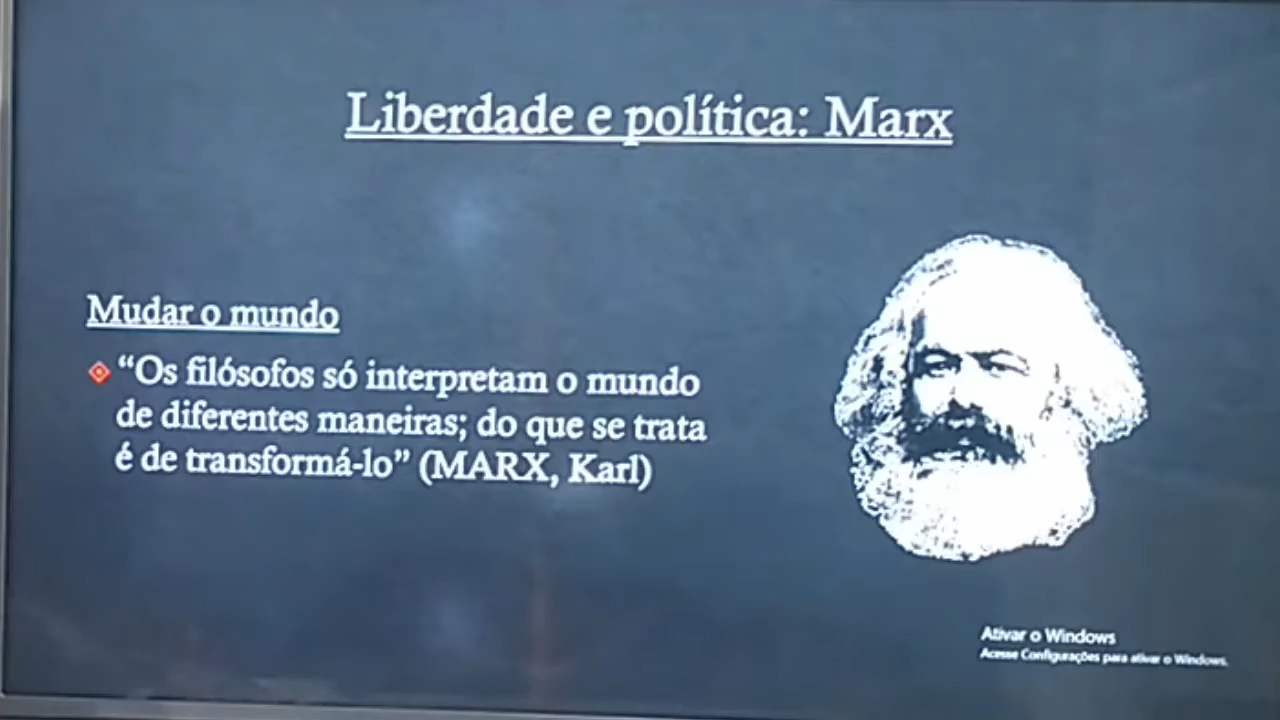 Liberdade e política: Marx
Mudar o mundo
“Os filósofos só interpretam o mundo
de diferentes maneiras; do que se trata
é de transformá-lo” (MARX, Karl)
Ativar o Windows
Acesse Configurações para ativar o Windows.